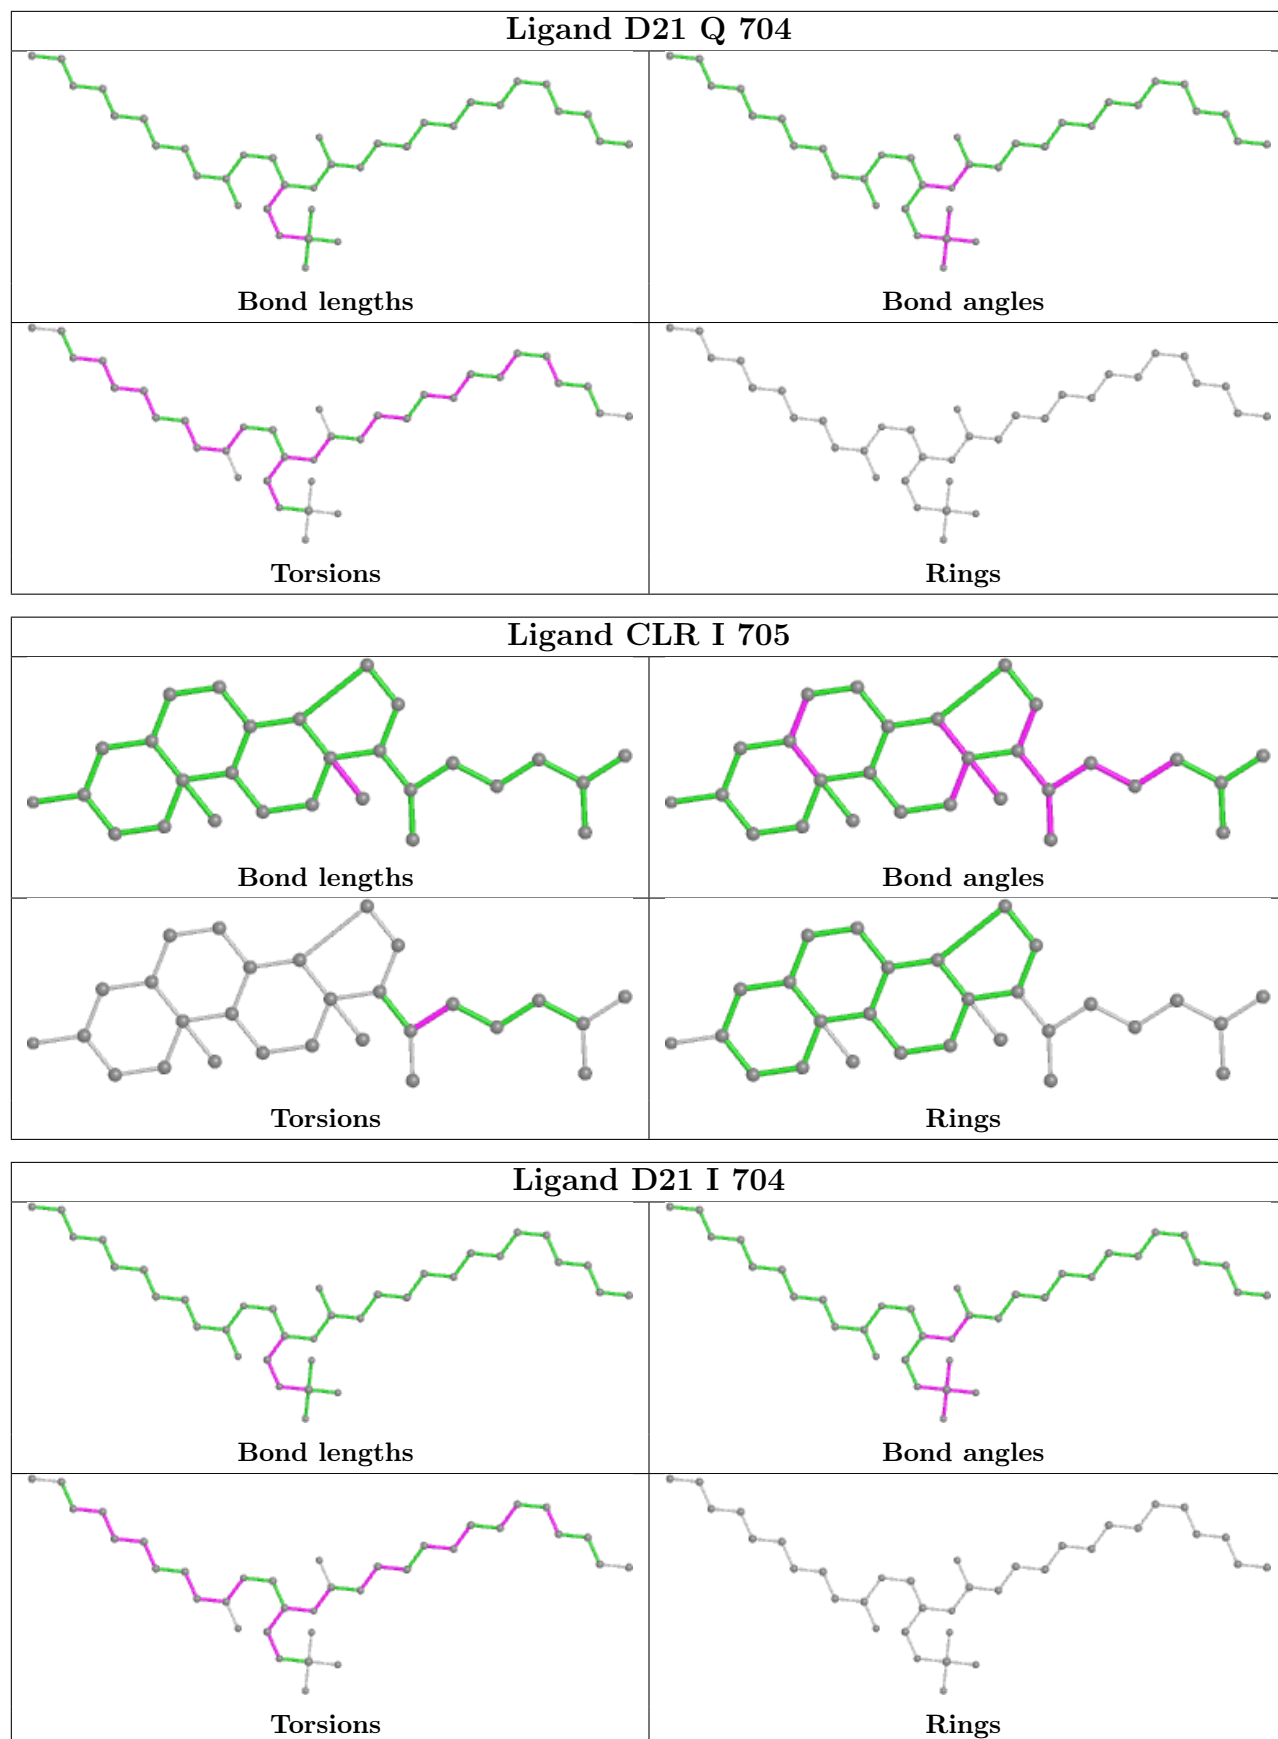 Ligand D21 Q 704
Bond lengths
Bond angles
Torsions
Rings
Ligand CLR I 705
Bond lengths
Bond angles
Torsions
Rings
Ligand D21 I 704
Bond lengths
Bond angles
Torsions
Rings